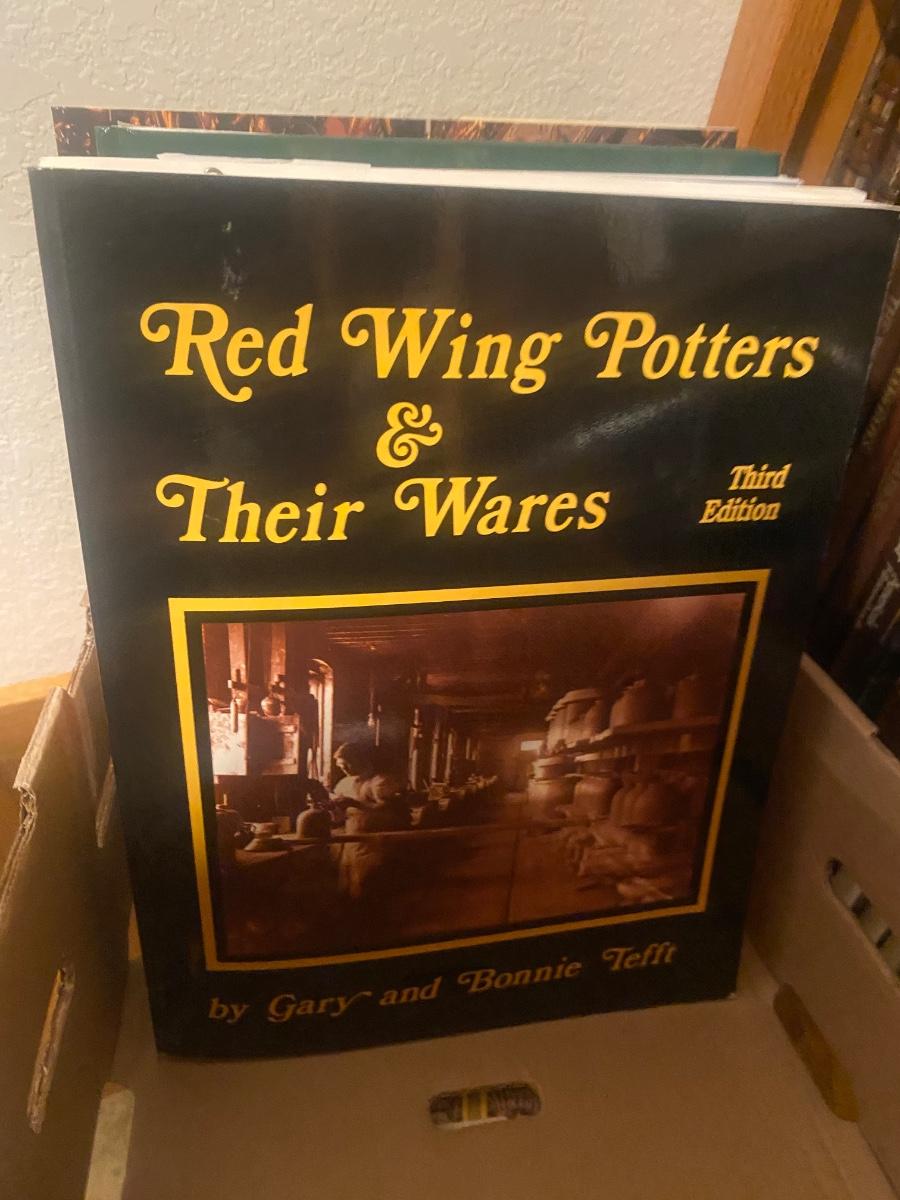 Red Wing Potters
&
Their Wares
Third
Edition
by Gary and Bonnie Tefft